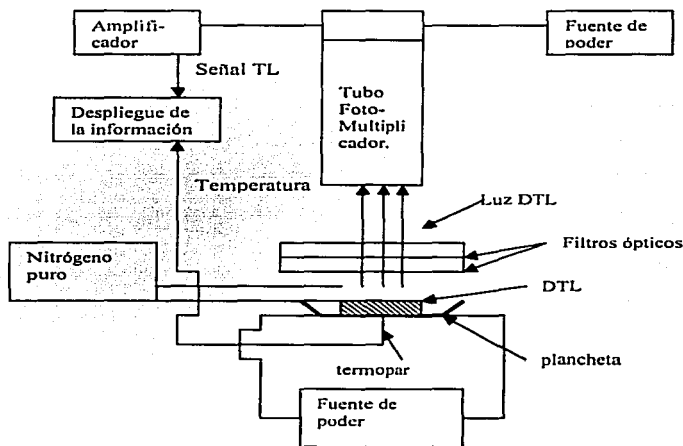 Amplifi-
cador
Fuente de
poder
Señal TL
Tubo
Foto-
Multipli
cador.
Despliegue de
la información
Temperatura
Luz DTL
Filtros ópticos
Nitrógeno
puro
DTL
plancheta
termopar
Fuente de
poder